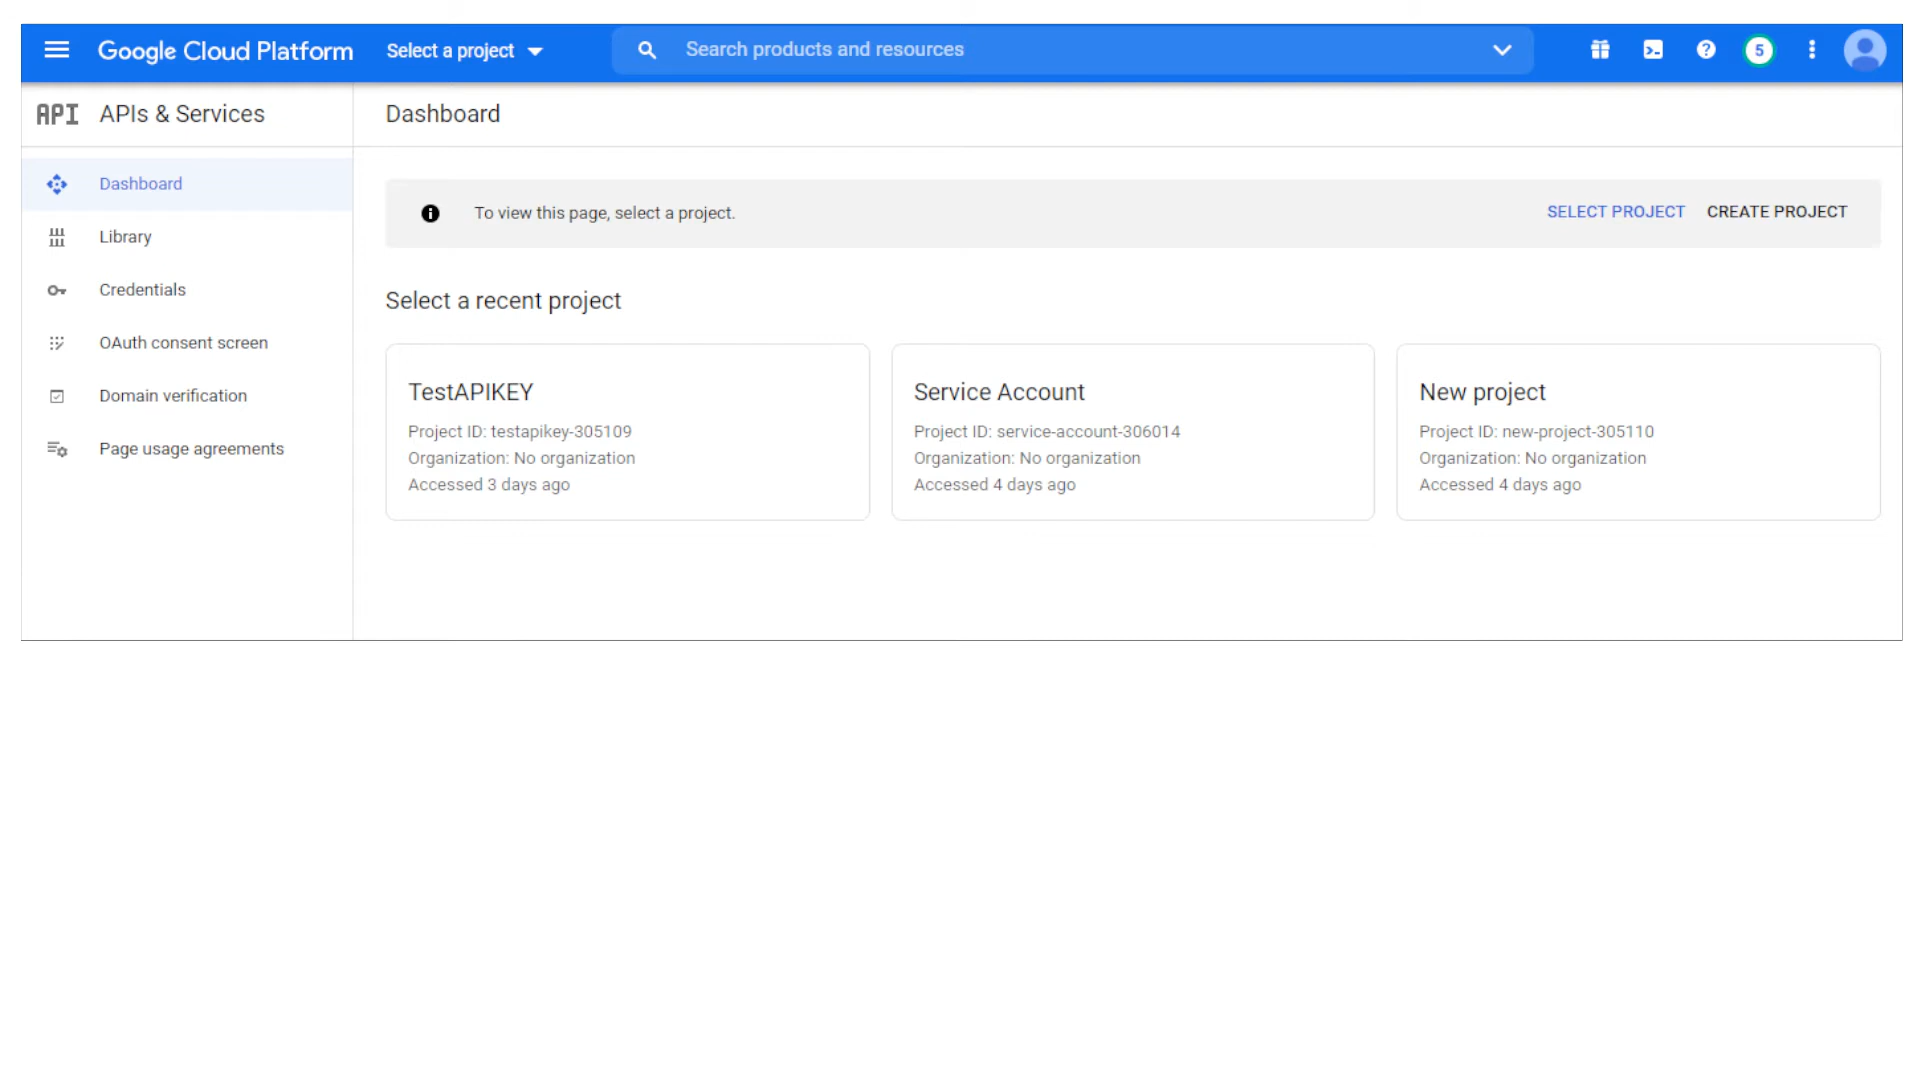 Google Cloud Platform
Select a project
Search products and resources
5
API APIs & Services
Dashboard
Dashboard
Library
Credentials
OAuth consent screen
Domain verification
Page usage agreements
To view this page, select a project.
SELECT PROJECT
CREATE PROJECT
Select a recent project
TestAPIKEY
Project ID: testapikey-305109
Organization: No organization
Accessed 3 days ago
Service Account
Project ID: service-account-306014
Organization: No organization
Accessed 4 days ago
New project
Project ID: new-project-305110
Organization: No organization
Accessed 4 days ago